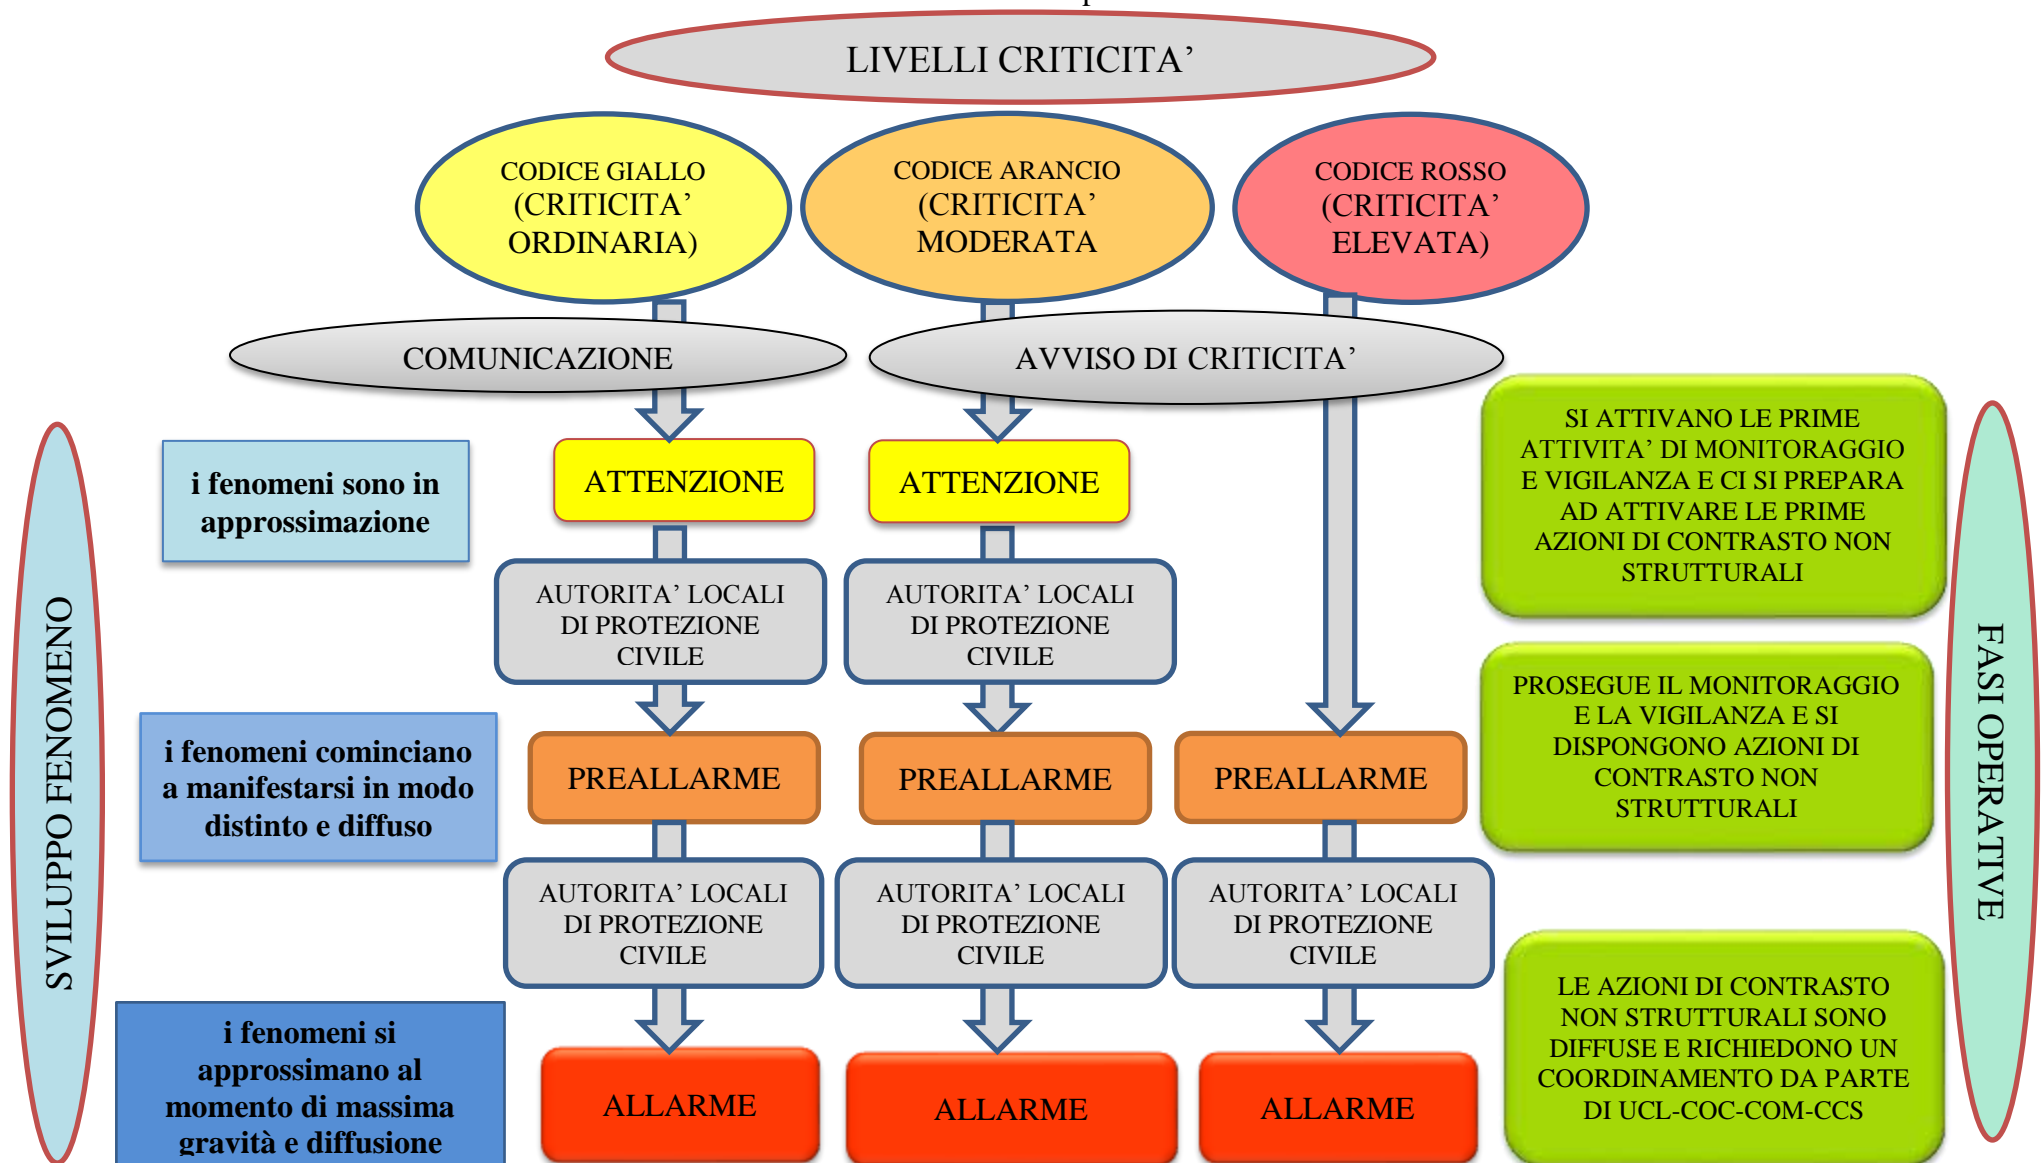 p
LIVELLI CRITICITA’
CODICE GIALLO
(CRITICITA’
ORDINARIA)
CODICE ARANCIO
(CRITICITA’
MODERATA
CODICE ROSSO
(CRITICITA’
ELEVATA)
COMUNICAZIONE
AVVISO DI CRITICITA’
SVILUPPO FENOMENO
i fenomeni sono in
approssimazione
ATTENZIONE
ATTENZIONE
SI ATTIVANO LE PRIME
ATTIVITA’ DI MONITORAGGIO
E VIGILANZA E CI SI PREPARA
AD ATTIVARE LE PRIME
AZIONI DI CONTRASTO NON
STRUTTURALI
FASI OPERATIVE
AUTORITA’ LOCALI
DI PROTEZIONE
CIVILE
AUTORITA’ LOCALI
DI PROTEZIONE
CIVILE
i fenomeni cominciano
a manifestarsi in modo
distinto e diffuso
PREALLARME
PREALLARME
PREALLARME
PROSEGUE IL MONITORAGGIO
E LA VIGILANZA E SI
DISPONGONO AZIONI DI
CONTRASTO NON
STRUTTURALI
AUTORITA’ LOCALI
DI PROTEZIONE
CIVILE
AUTORITA’ LOCALI
DI PROTEZIONE
CIVILE
AUTORITA’ LOCALI
DI PROTEZIONE
CIVILE
i fenomeni si
approssimano al
momento di massima
gravità e diffusione
ALLARME
ALLARME
ALLARME
LE AZIONI DI CONTRASTO
NON STRUTTURALI SONO
DIFFUSE E RICHIEDONO UN
COORDINAMENTO DA PARTE
DI UCL-COC-COM-CCS